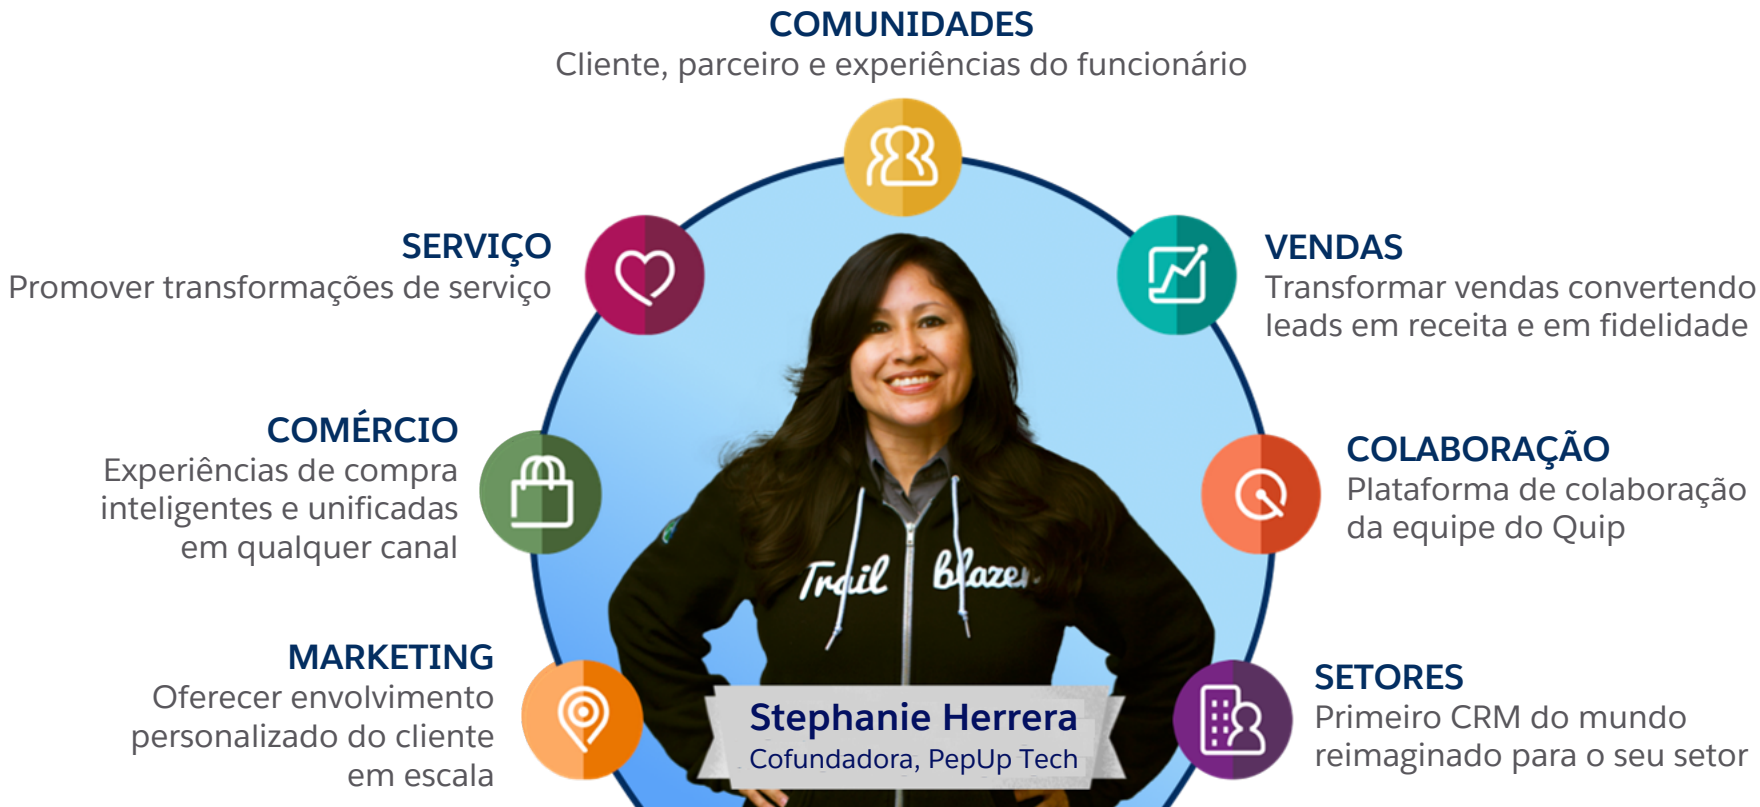 COMUNIDADES
Cliente, parceiro e experiências do funcionário
SERVIÇO
Promover transformações de serviço
VENDAS
Transformar vendas convertendo
leads em receita e em fidelidade
COMÉRCIO
Experiências de compra
inteligentes e unificadas
em qualquer canal
COLABORAÇÃO
Plataforma de colaboração
da equipe do Quip
Trail Blazer
MARKETING
Oferecer envolvimento
personalizado do cliente
em escala
Stephanie Herrera
Cofundadora, PepUp Tech
SETORES
Primeiro CRM do mundo
reimaginado para o seu setor